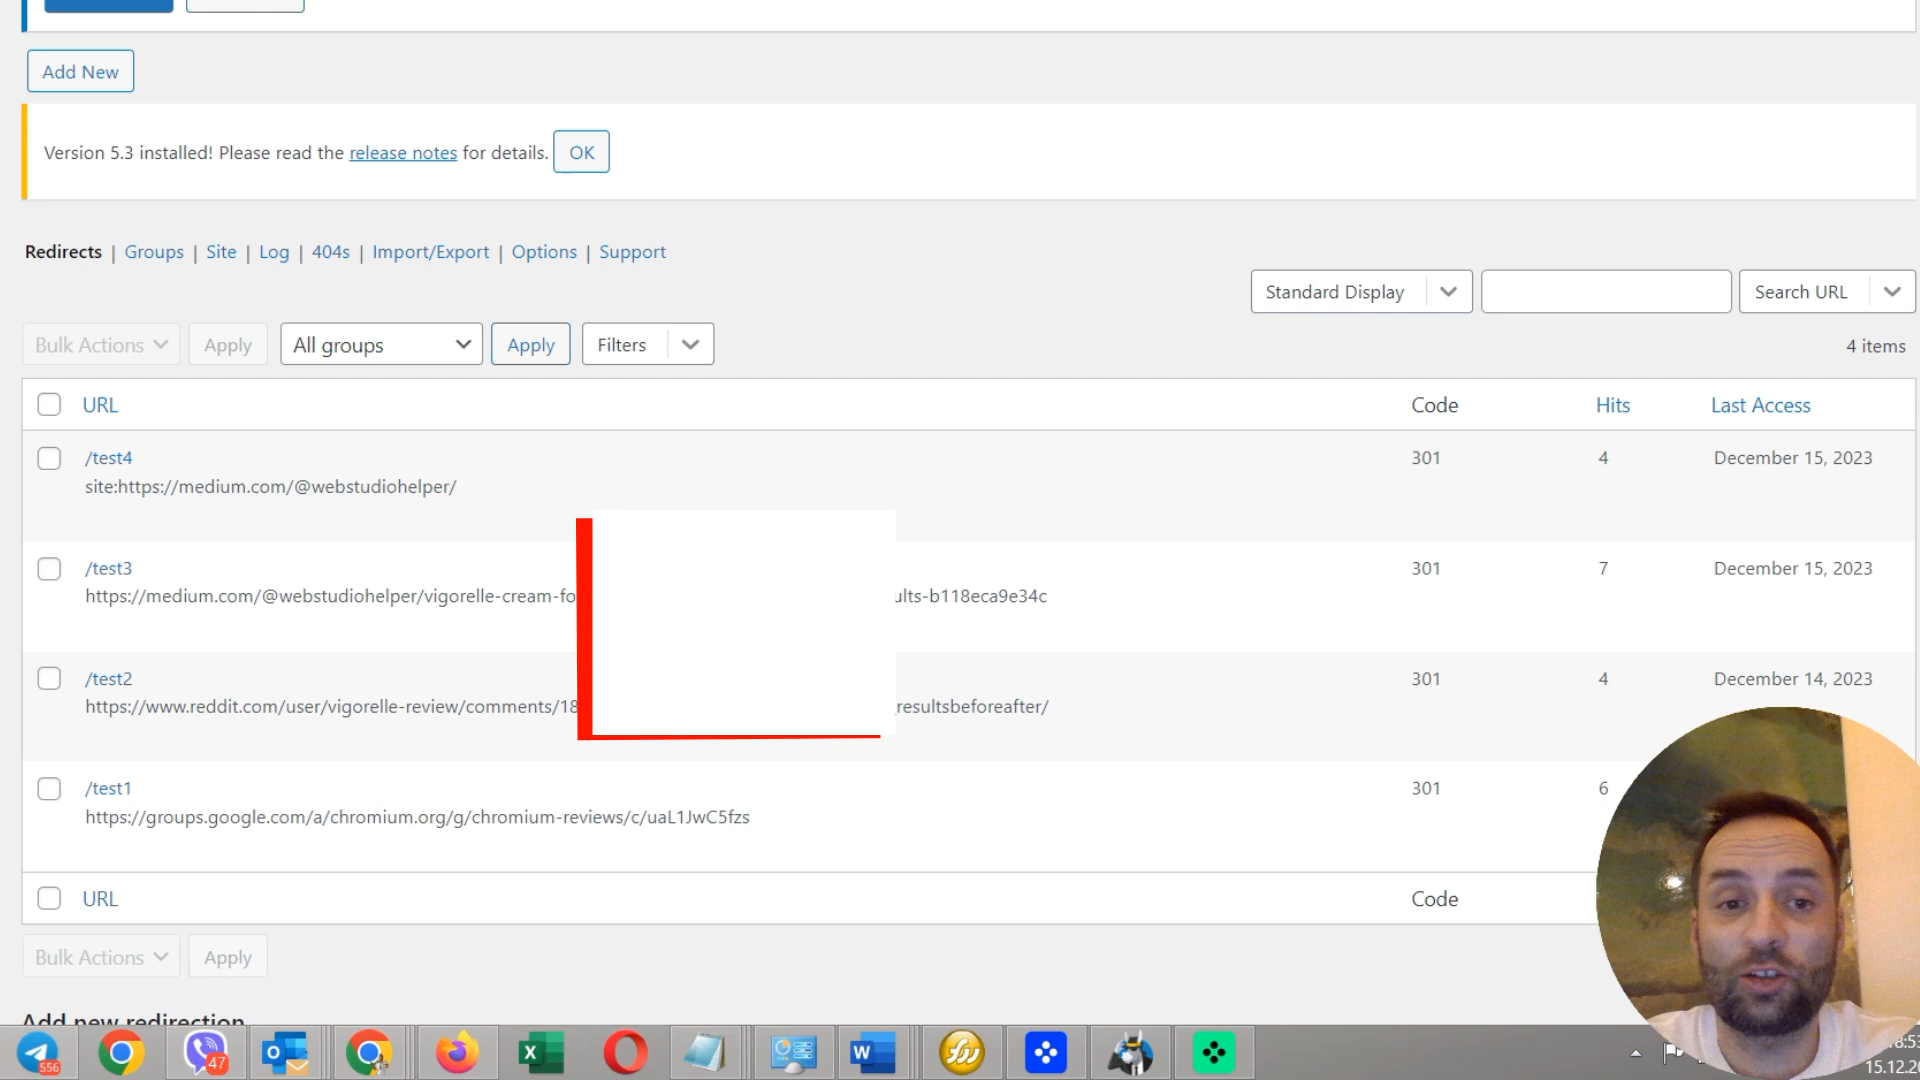 Add New
Version 5.3 installed! Please read the release notes for details. OK
Redirects | Groups | Site | Log | 404s | Import/Export | Options | Support
Standard Display Search URL
Bulk Actions Apply All groups Apply Filters 4 items
URL Code Hits Last Access
/test4 301 4 December 15, 2023
site:https://medium.com/@webstudiohelper/
/test3 301 7 December 15, 2023
https://medium.com/@webstudiohelper/vigorelle-cream-fo ults-b118eca9e34c
/test2 301 4 December 14, 2023
https://www.reddit.com/user/vigorelle-review/comments/18 resultsbeforeafter/
/test1 301 6
https://groups.google.com/a/chromium.org/g/chromium-reviews/c/uaL1JwC5fzs
URL Code
Bulk Actions Apply
Add new redirection
556
47
15.12.2